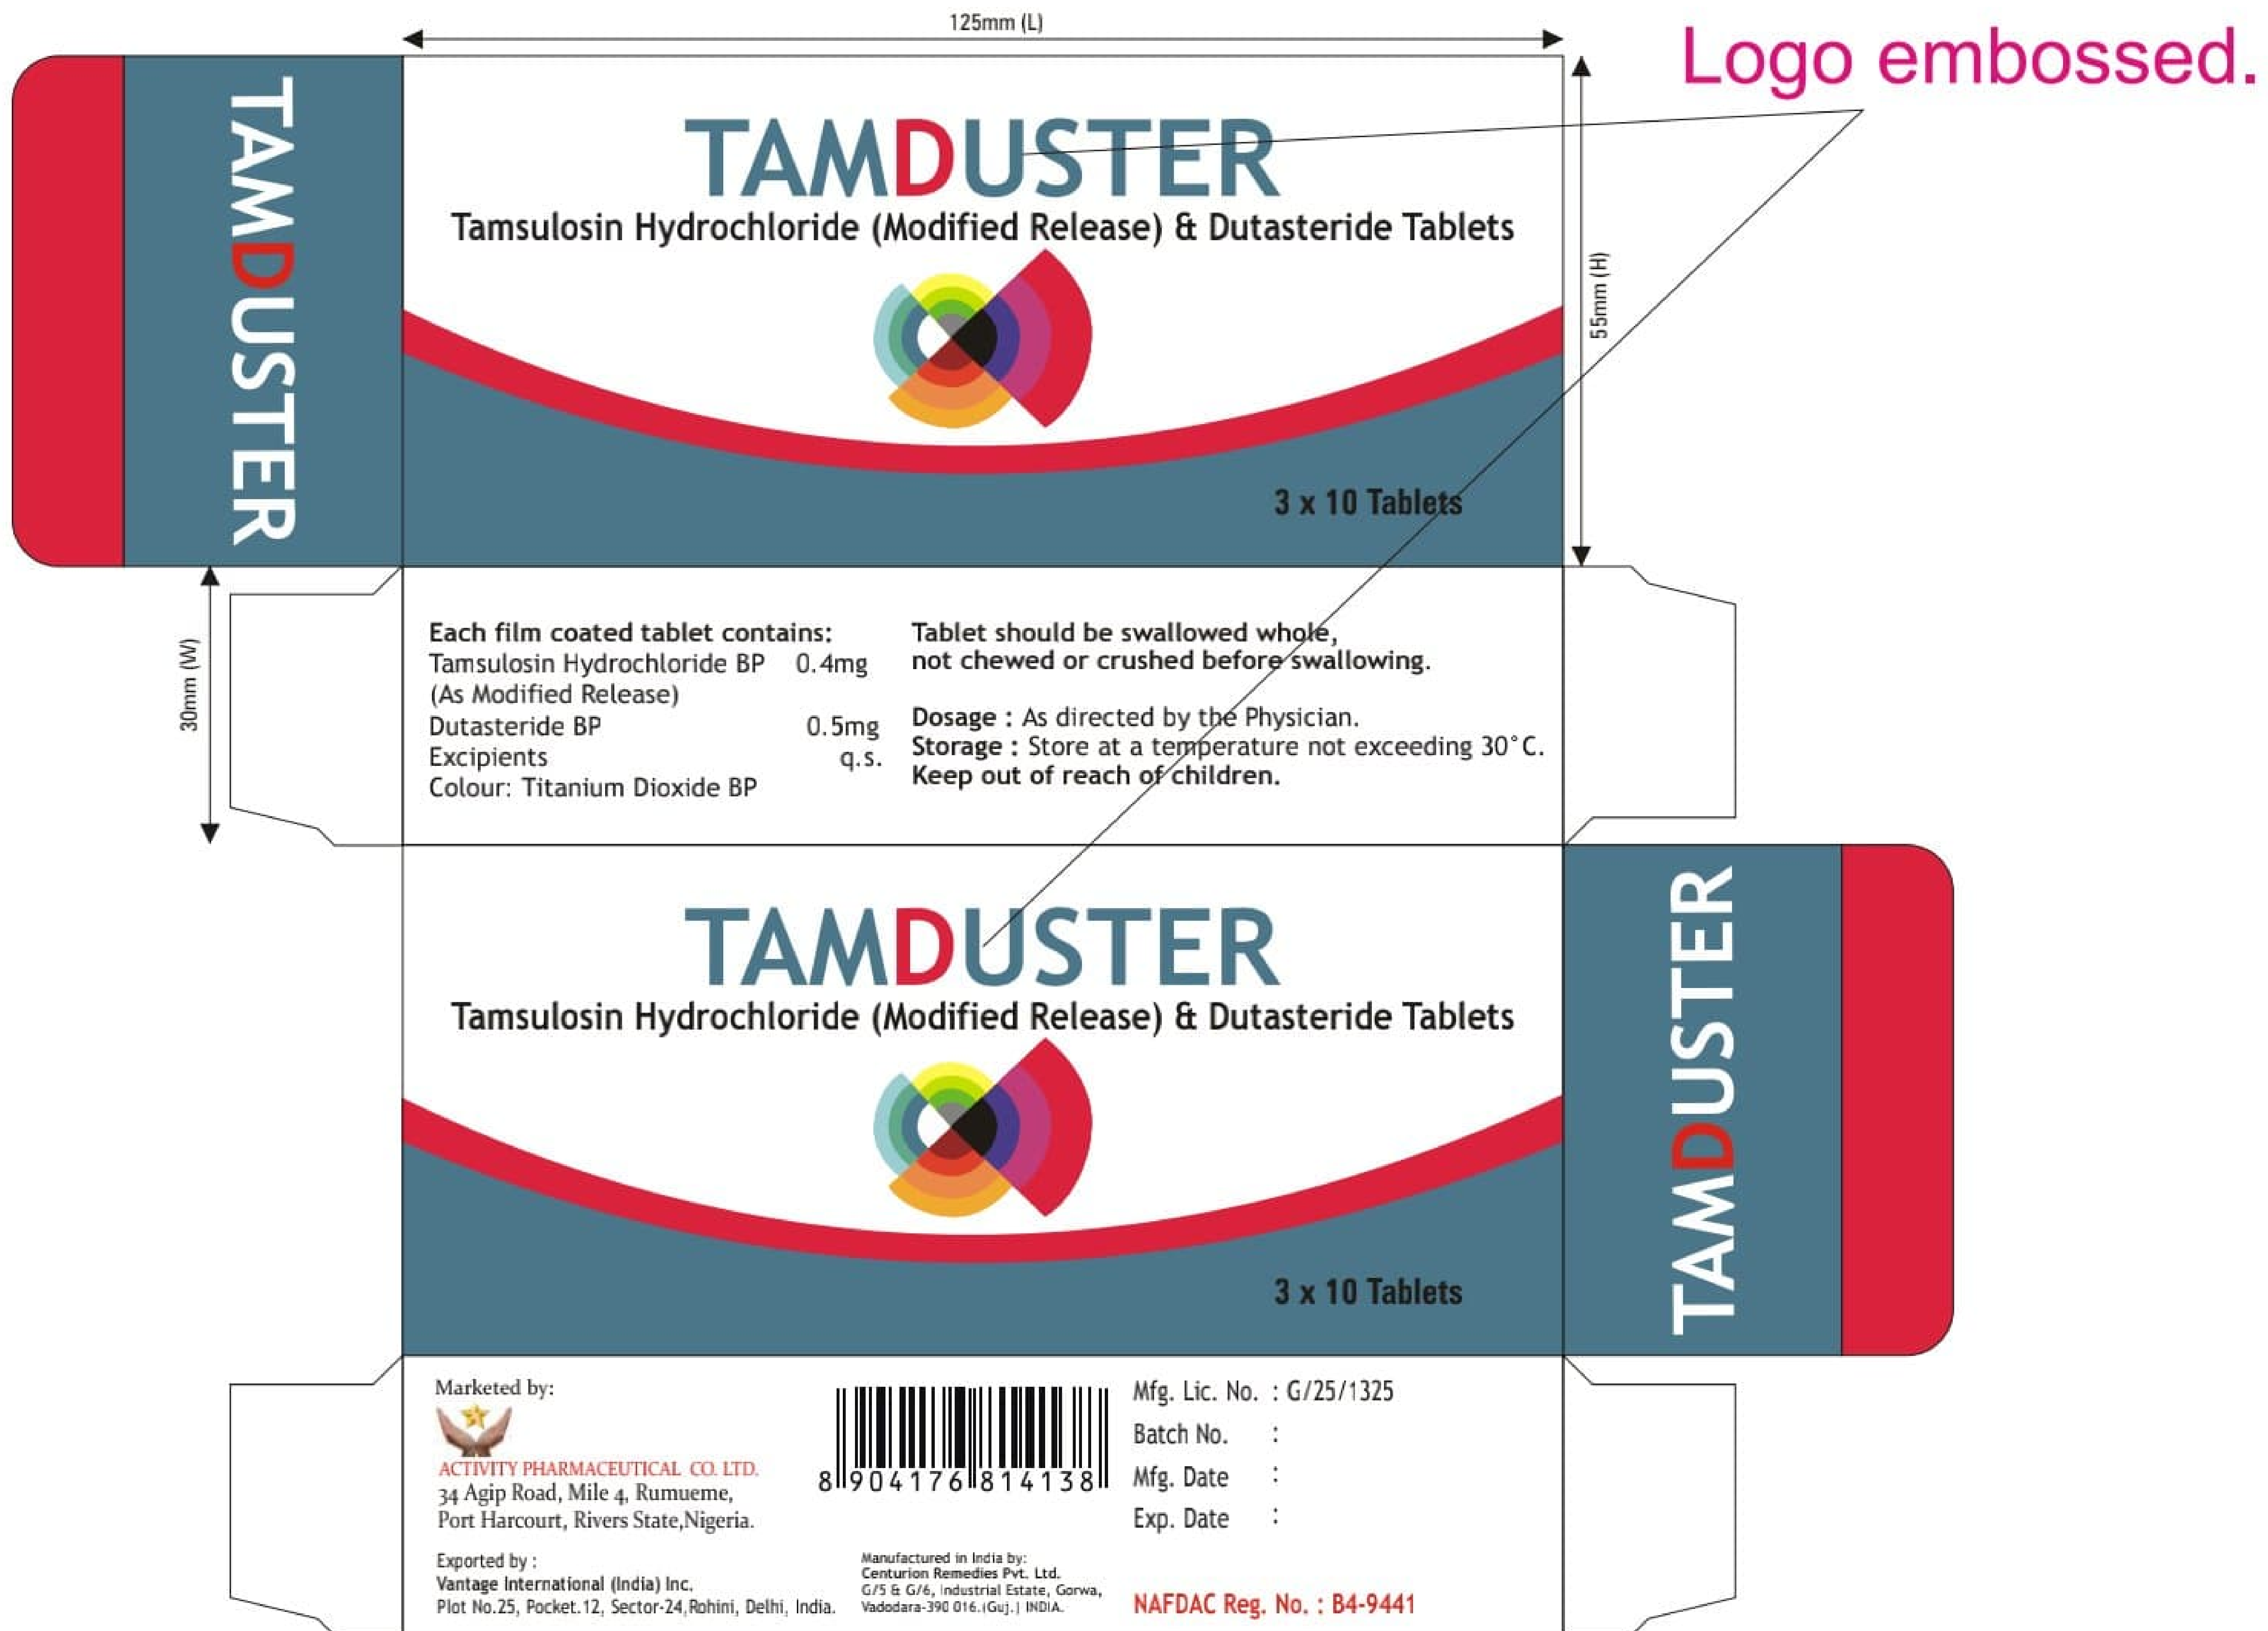 125mm (L)
Logo embossed.
TAMDUSTER
TAMDUSTER
Tamsulosin Hydrochloride (Modified Release) & Dutasteride Tablets
55mm (H)
3 x 10 Tablets
30mm (W)
Each film coated tablet contains:
Tamsulosin Hydrochloride BP 0.4mg
(As Modified Release)
Dutasteride BP 0.5mg
Excipients q.s.
Colour: Titanium Dioxide BP
Tablet should be swallowed whole,
not chewed or crushed before swallowing.
Dosage : As directed by the Physician.
Storage : Store at a temperature not exceeding 30°C.
Keep out of reach of children.
TAMDUSTER
Tamsulosin Hydrochloride (Modified Release) & Dutasteride Tablets
3 x 10 Tablets
TAMDUSTER
Marketed by:
ACTIVITY PHARMACEUTICAL CO. LTD.
34 Agip Road, Mile 4, Rumueme,
Port Harcourt, Rivers State,Nigeria.
Exported by :
Vantage International (India) Inc.
Plot No.25, Pocket.12, Sector-24,Rohini, Delhi, India.
8 904176 814138
Manufactured in India by:
Centurion Remedies Pvt. Ltd.
G/5 & G/6, Industrial Estate, Gorwa,
Vadodara-390 016.(Guj.) INDIA.
Mfg. Lic. No. : G/25/1325
Batch No. :
Mfg. Date :
Exp. Date :
NAFDAC Reg. No. : B4-9441